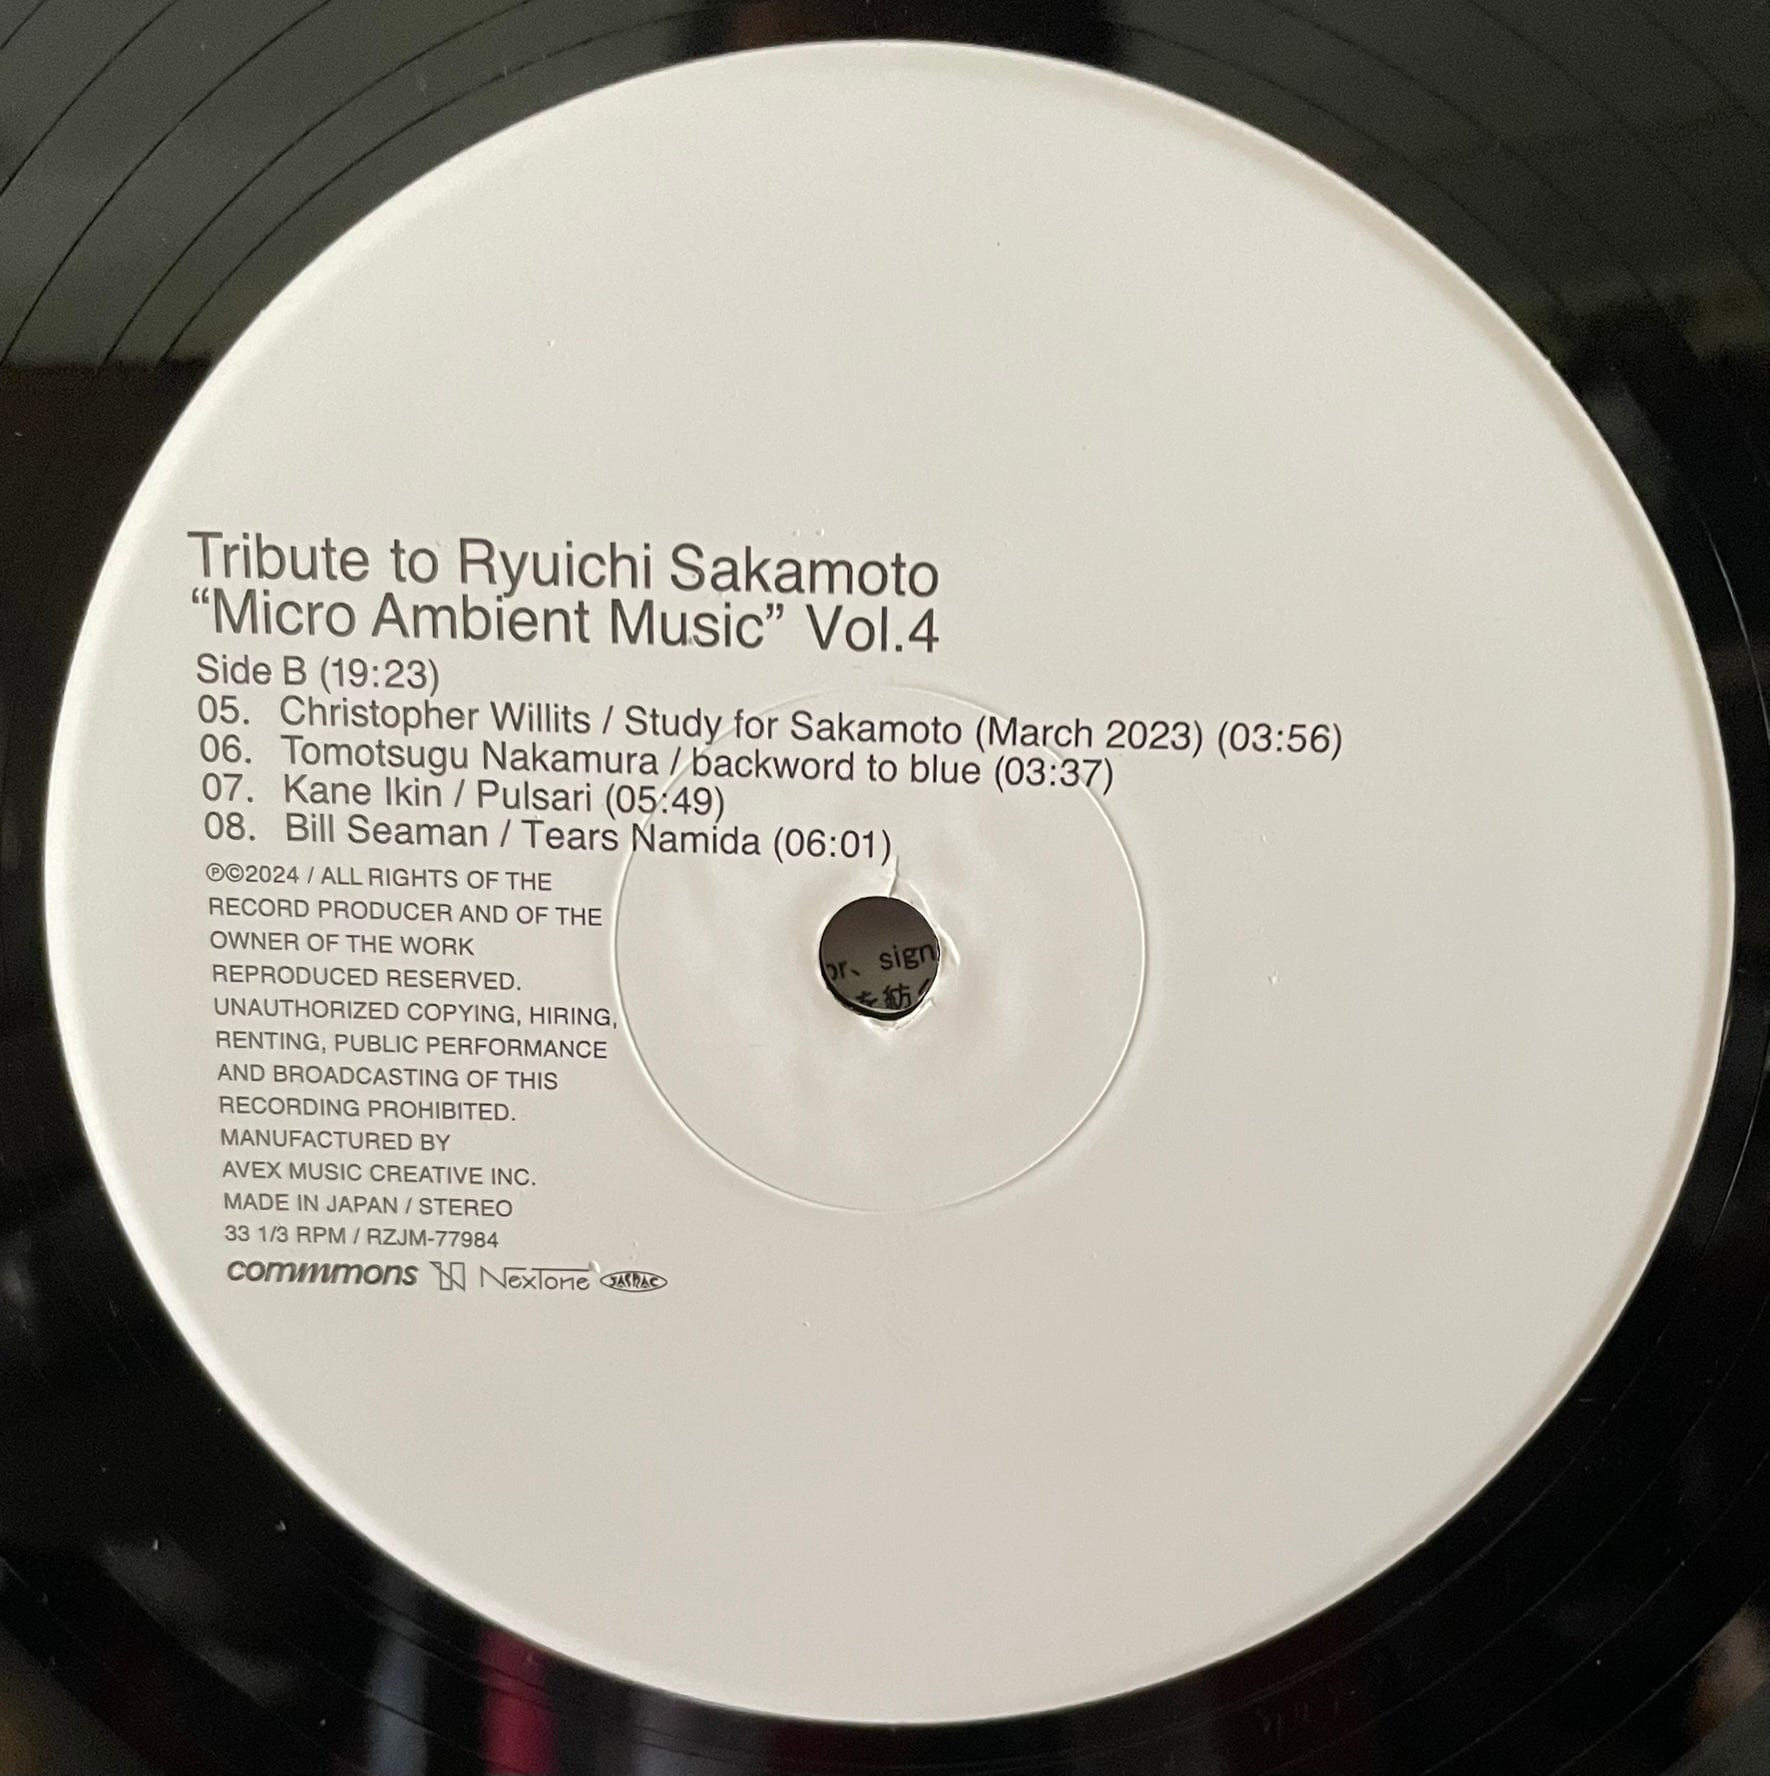 Tribute to Ryuichi Sakamoto
“Micro Ambient Music” Vol.4
Side B (19:23)
05. Christopher Willits / Study for Sakamoto (March 2023) (03:56)
06. Tomotsugu Nakamura / backword to blue (03:37)
07. Kane Ikin / Pulsari (05:49)
08. Bill Seaman / Tears Namida (06:01)
℗©2024 / ALL RIGHTS OF THE
RECORD PRODUCER AND OF THE
OWNER OF THE WORK
REPRODUCED RESERVED.
UNAUTHORIZED COPYING, HIRING,
RENTING, PUBLIC PERFORMANCE
AND BROADCASTING OF THIS
RECORDING PROHIBITED.
MANUFACTURED BY
AVEX MUSIC CREATIVE INC.
MADE IN JAPAN / STEREO
33 1/3 RPM / RZJM-77984
commmons N NexTone JASRAC
or、sign
を紡